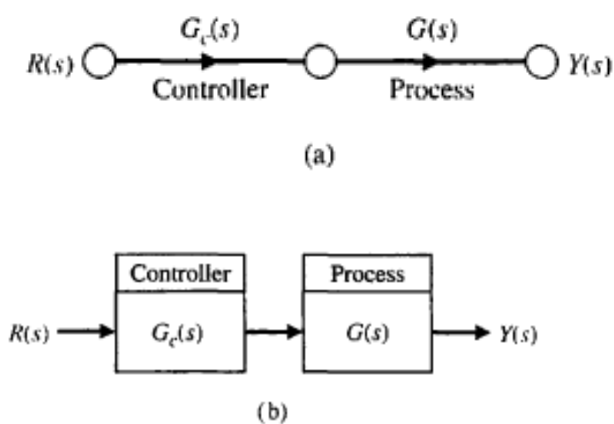 G_c(s) G(s)
R(s) Y(s)
Controller Process
(a)
Controller Process
R(s) G_c(s) G(s) Y(s)
(b)